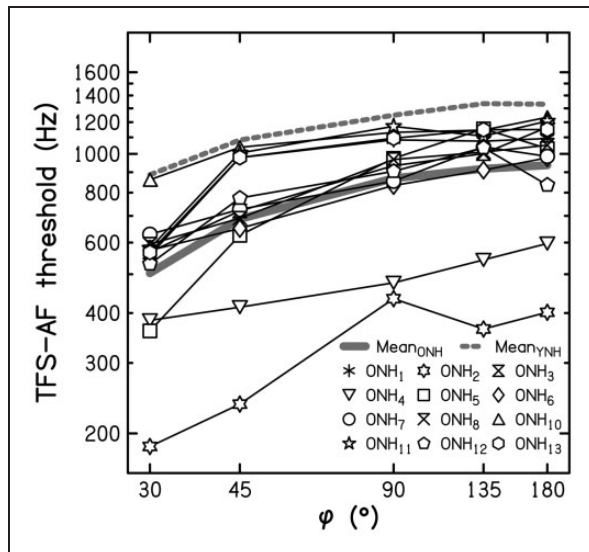 TFS-AF threshold (Hz)
1600
1400
1200
1000
800
600
400
300
200
Mean_ONH Mean_YNH
ONH_1 ONH_2 ONH_3
ONH_4 ONH_5 ONH_6
ONH_7 ONH_8 ONH_10
ONH_11 ONH_12 ONH_13
30 45 90 135 180
φ (°)